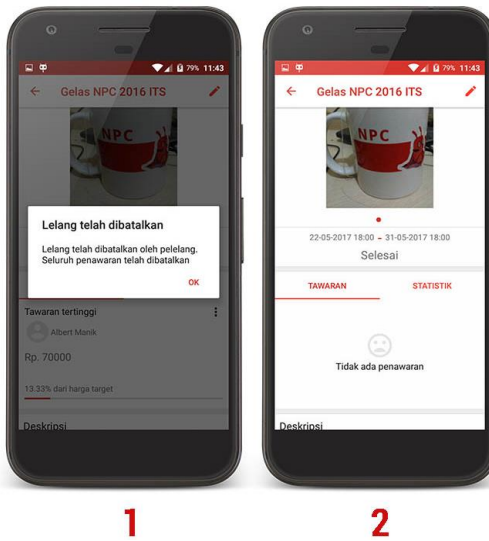 79% 11:43
Gelas NPC 2016 ITS
NPC
Lelang telah dibatalkan
Lelang telah dibatalkan oleh pelelang.
Seluruh penawaran telah dibatalkan
OK
Tawaran tertinggi
Albert Manik
Rp. 70000
13.33% dari harga target
Deskripsi
1
79% 11:43
Gelas NPC 2016 ITS
NPC
22-05-2017 18:00 - 31-05-2017 18:00
Selesai
TAWARAN STATISTIK
Tidak ada penawaran
Deskripsi
2